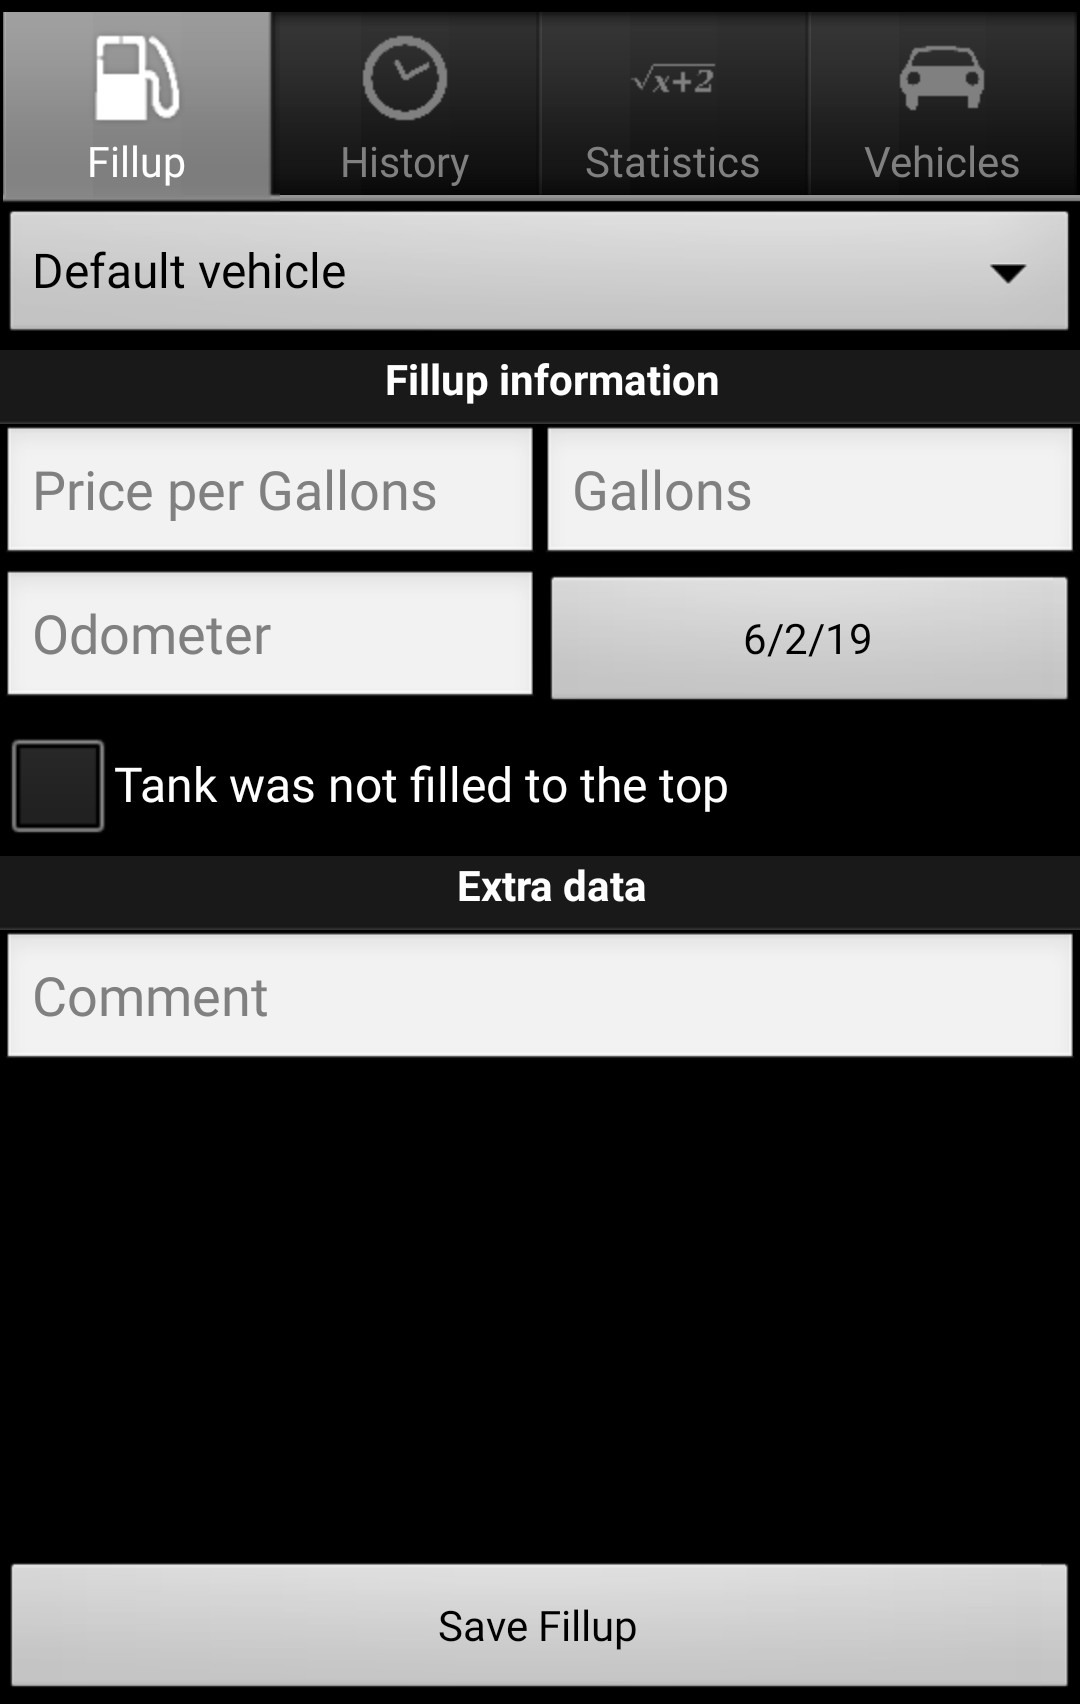 Fillup
History
√x+2
Statistics
Vehicles
Default vehicle
Fillup information
Price per Gallons
Gallons
Odometer
6/2/19
Tank was not filled to the top
Extra data
Comment
Save Fillup